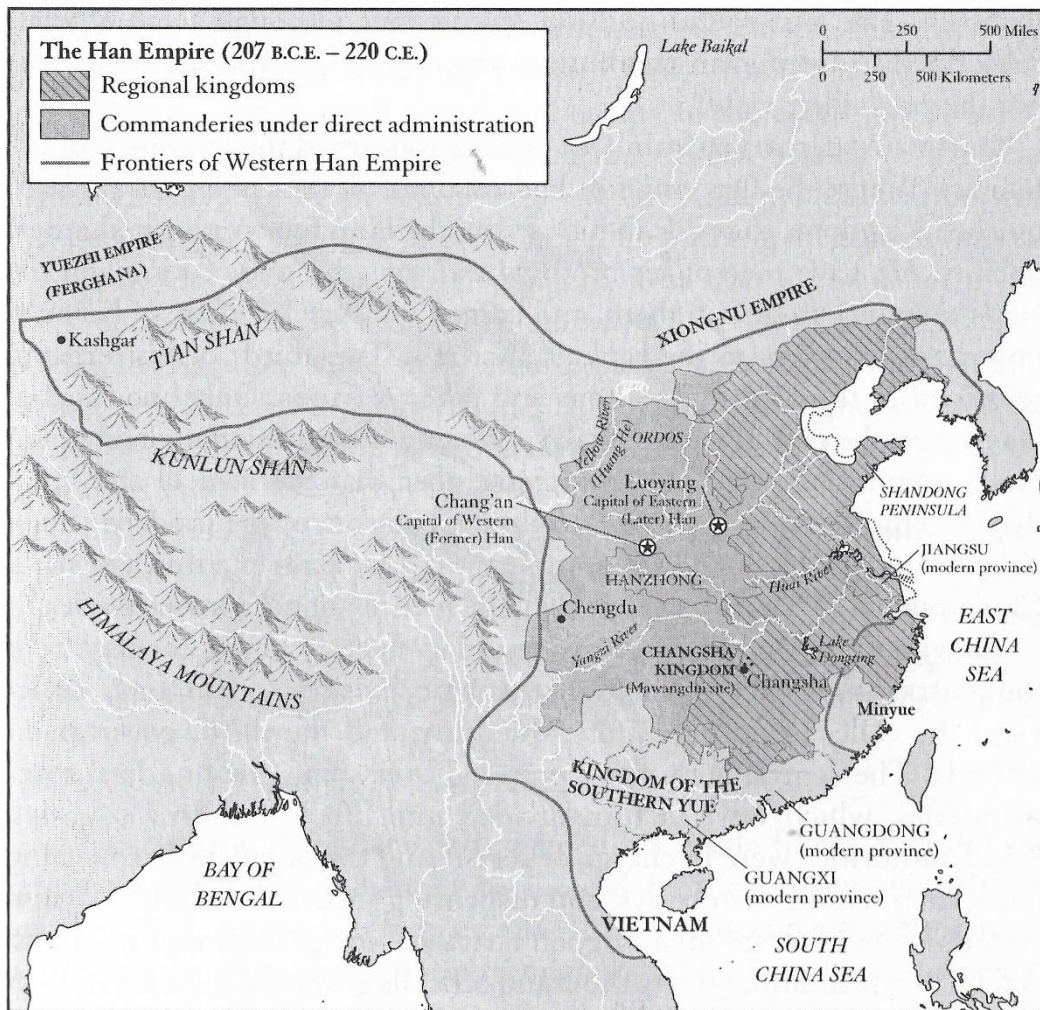 The Han Empire (207 B.C.E. – 220 C.E.)
Regional kingdoms
Commanderies under direct administration
Frontiers of Western Han Empire
Lake Baikal
0 250 500 Miles
0 250 500 Kilometers
YUEZHI EMPIRE
(FERGHANA)
Kashgar
TIAN SHAN
XIONGNU EMPIRE
KUNLUN SHAN
Yellow River
(Huang He)
ORDOS
Luoyang
Capital of Eastern
(Later) Han
Chang'an
Capital of Western
(Former) Han
SHANDONG
PENINSULA
JIANGSU
(modern province)
HANZHONG
Huai River
Chengdu
HIMALAYA MOUNTAINS
Yangzi River
CHANGSHA
KINGDOM
(Mawangdui site)
Changsha
Lake
Dongting
EAST
CHINA
SEA
Minyue
KINGDOM OF THE
SOUTHERN YUE
GUANGDONG
(modern province)
GUANGXI
(modern province)
BAY OF
BENGAL
VIETNAM
SOUTH
CHINA SEA